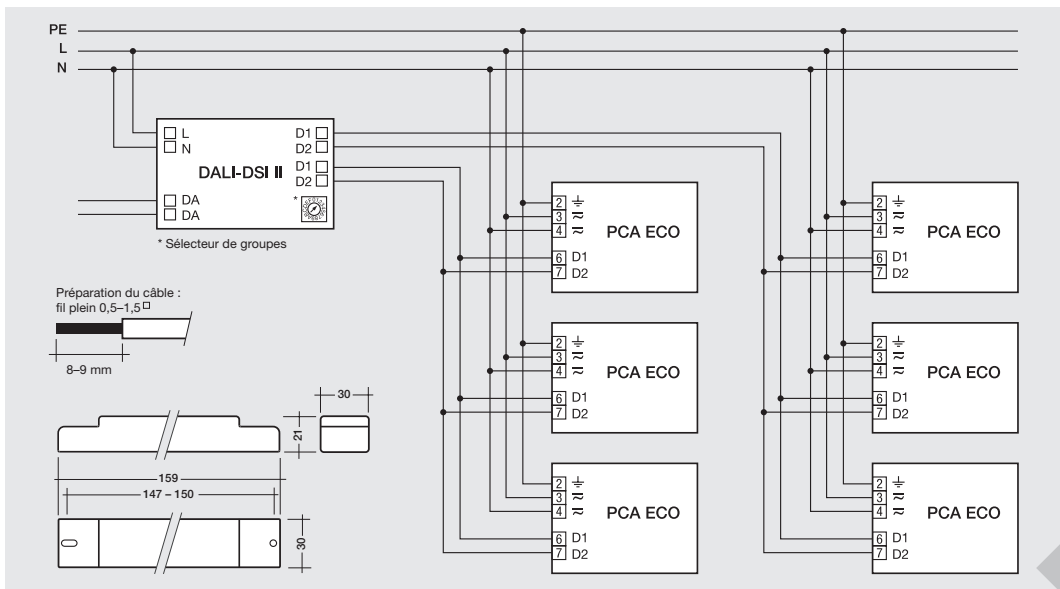 PE
L
N
L
N
DALI-DSI II
D1
D2
D1
D2
DA
DA
*
* Sélecteur de groupes
Préparation du câble :
fil plein 0,5–1,5
8–9 mm
30
21
159
147 – 150
30
2
3
4
PCA ECO
6 D1
7 D2
2
3
4
PCA ECO
6 D1
7 D2
2
3
4
PCA ECO
6 D1
7 D2
2
3
4
PCA ECO
6 D1
7 D2
2
3
4
PCA ECO
6 D1
7 D2
2
3
4
PCA ECO
6 D1
7 D2